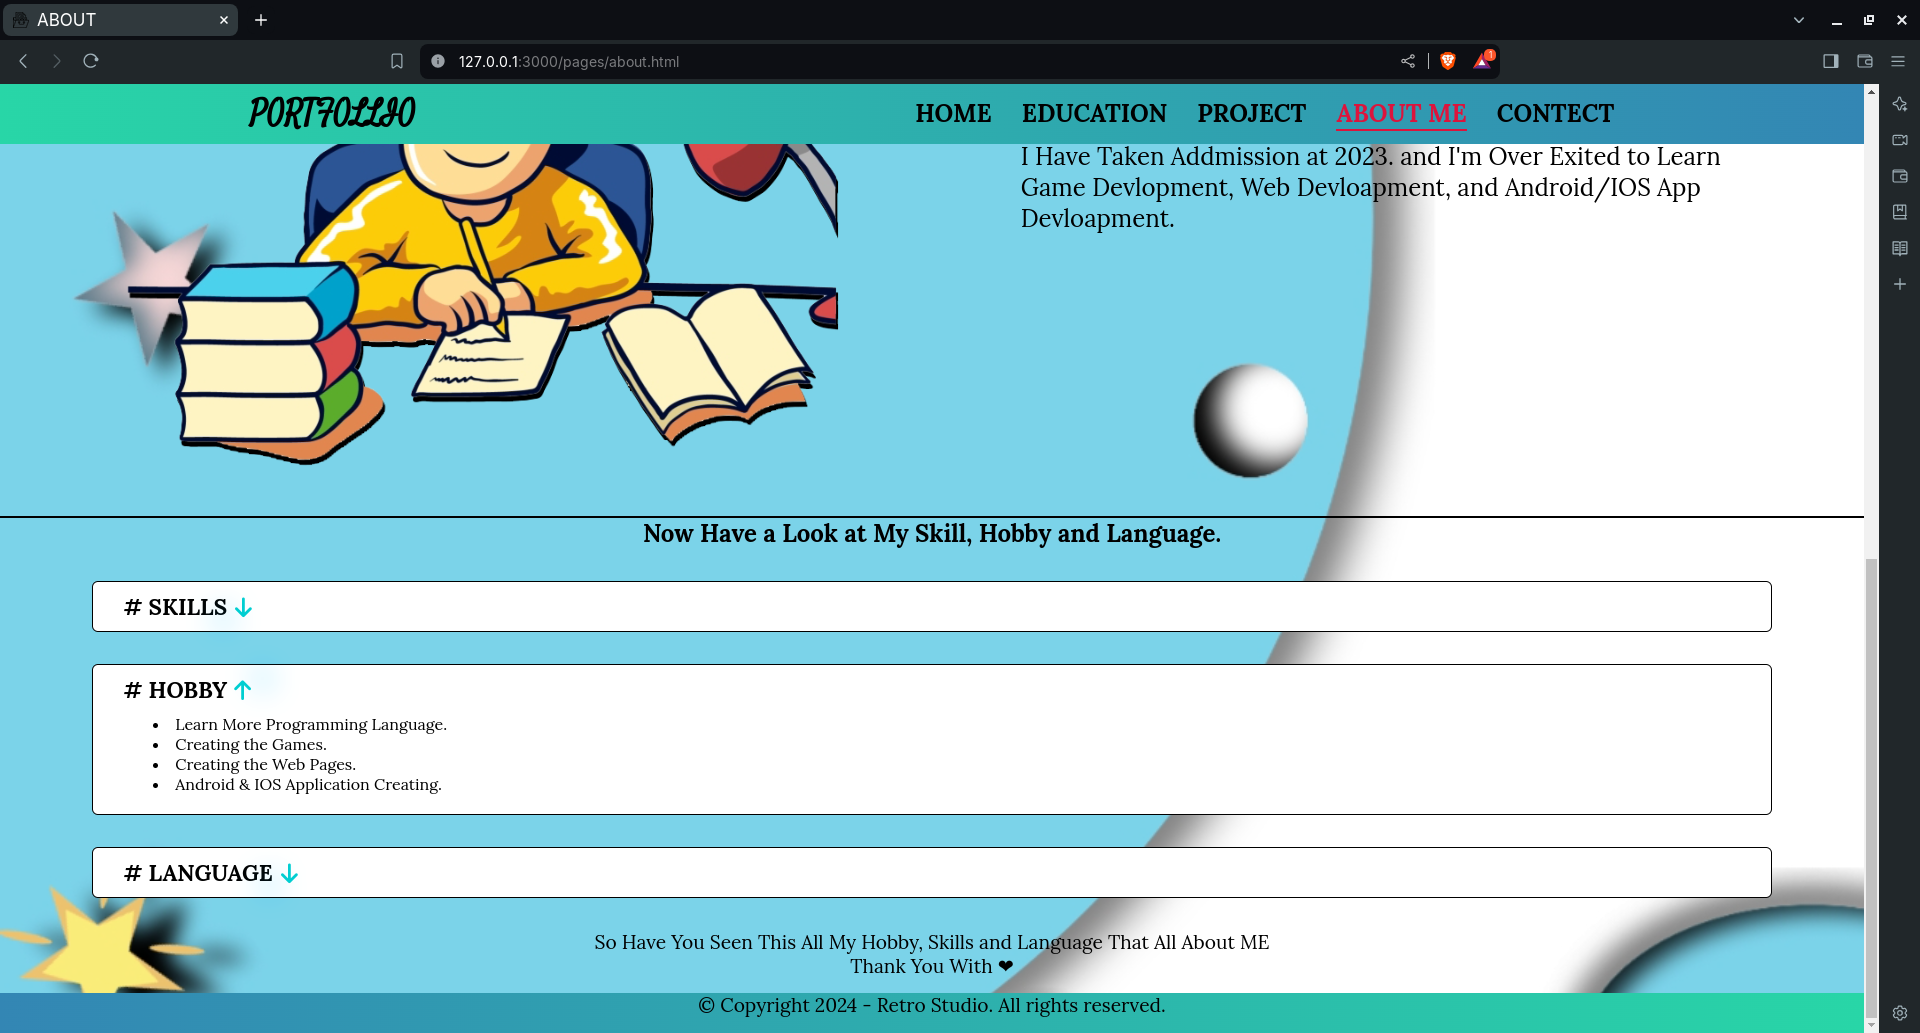 ABOUT
127.0.0.1:3000/pages/about.html
1
PORTFOLLIO
HOME EDUCATION PROJECT ABOUT ME CONTECT
I Have Taken Addmission at 2023. and I'm Over Exited to Learn
Game Devlopment, Web Devloapment, and Android/IOS App
Devloapment.
Now Have a Look at My Skill, Hobby and Language.
# SKILLS ↓
# HOBBY ↑
• Learn More Programming Language.
• Creating the Games.
• Creating the Web Pages.
• Android & IOS Application Creating.
# LANGUAGE ↓
So Have You Seen This All My Hobby, Skills and Language That All About ME
Thank You With ❤
© Copyright 2024 - Retro Studio. All rights reserved.